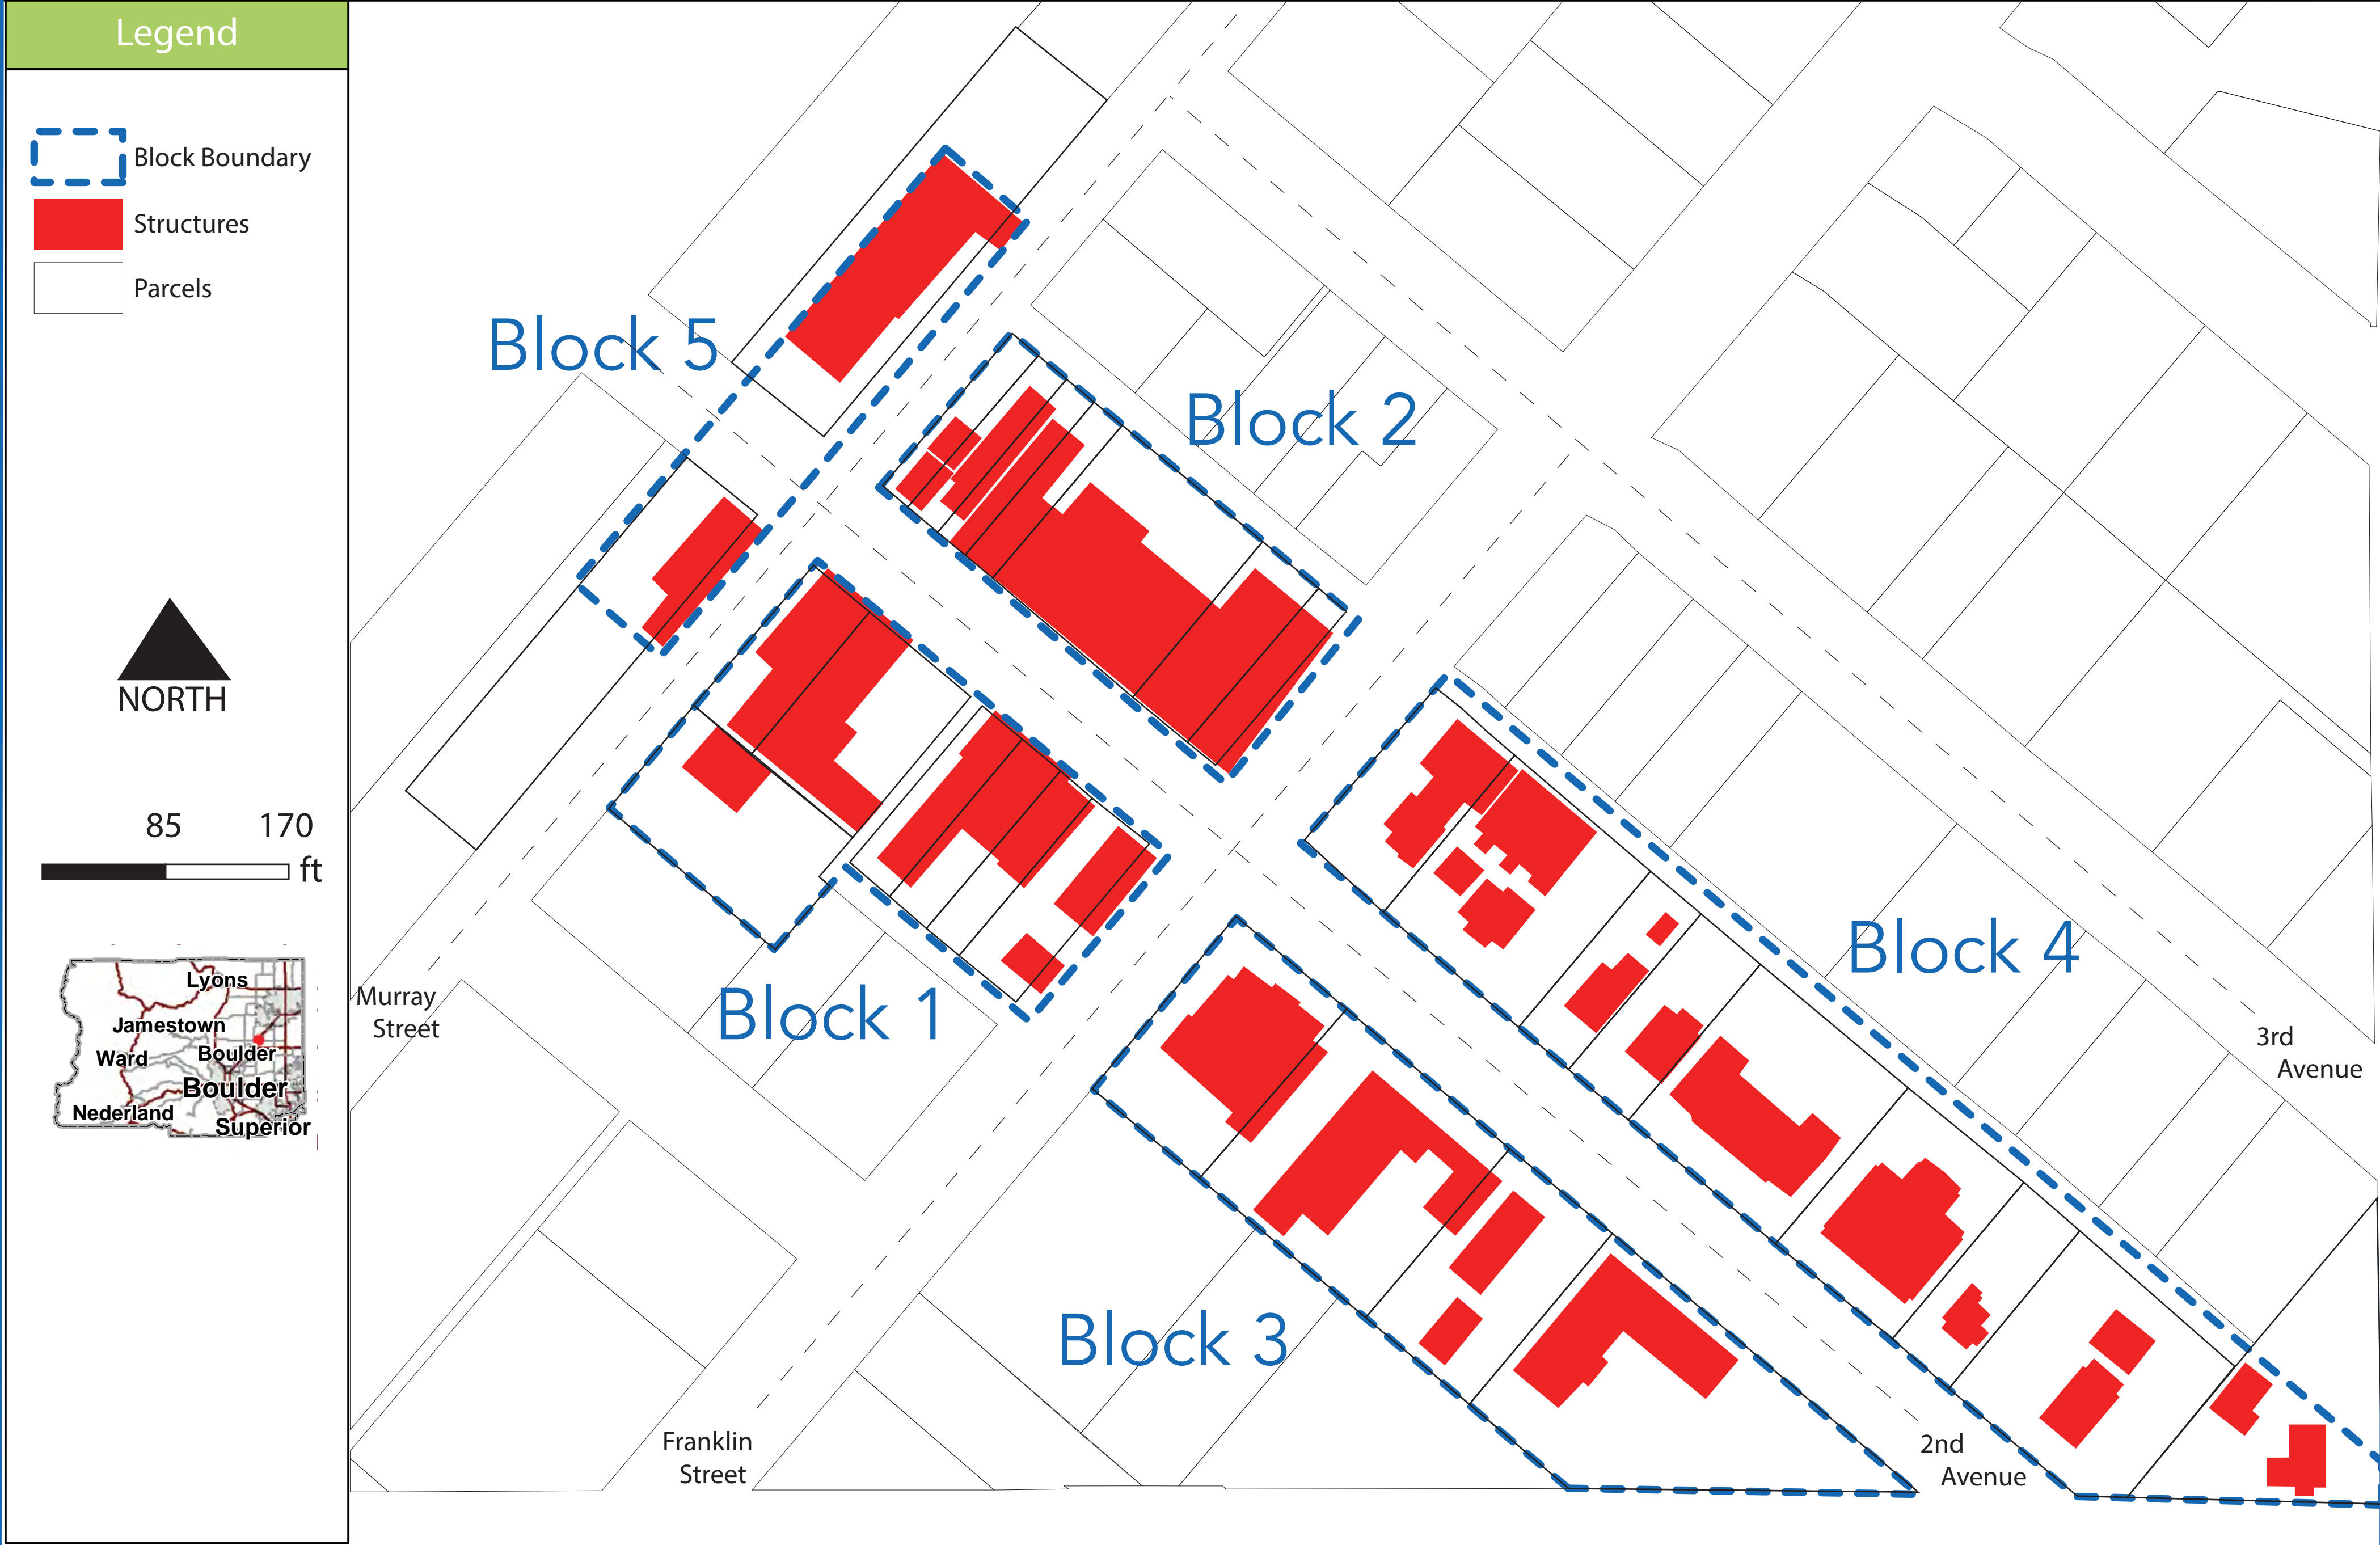 Legend
Block Boundary
Structures
Parcels
NORTH
85 170
ft
Lyons
Jamestown
Ward
Boulder
Boulder
Nederland
Superior
Block 5
Block 2
Block 4
Block 1
Block 3
Murray
Street
3rd
Avenue
Franklin
Street
2nd
Avenue